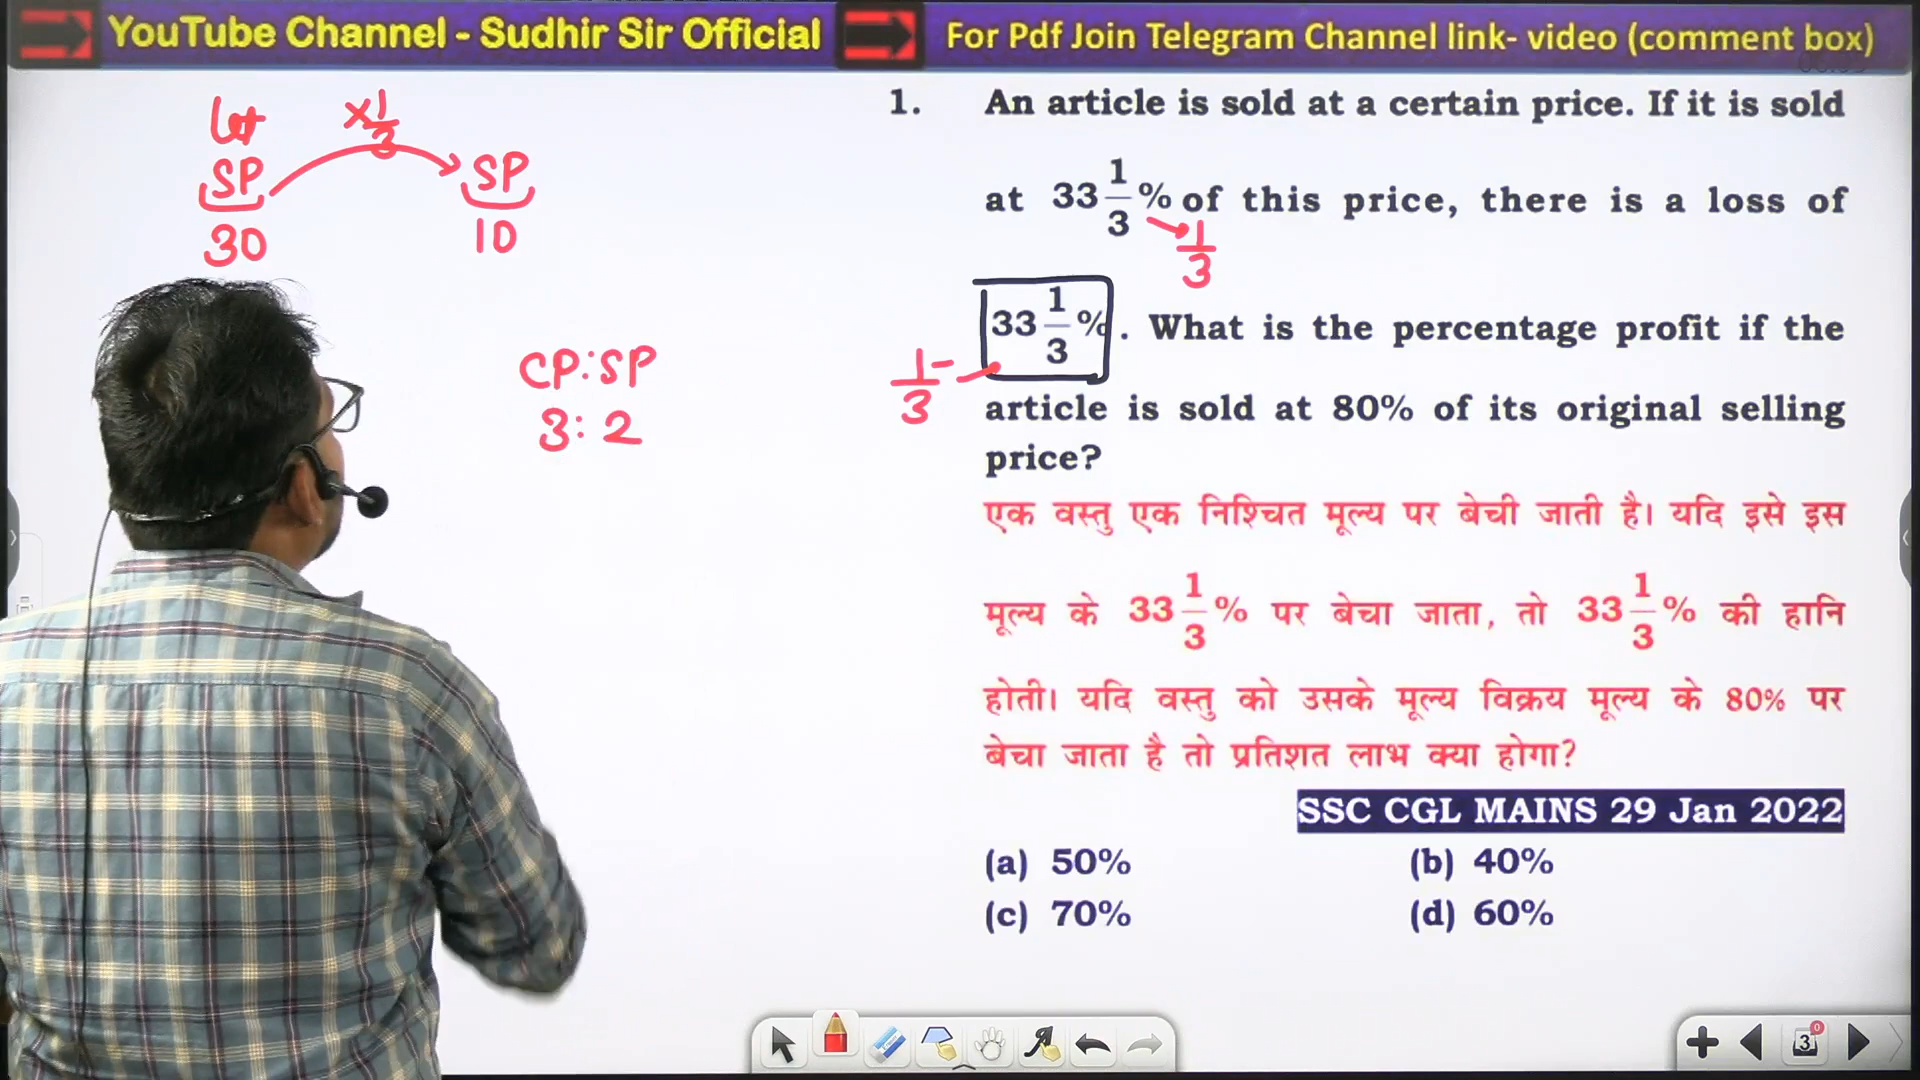 YouTube Channel - Sudhir Sir Official
For Pdf Join Telegram Channel link- video (comment box)
let
SP
30
×1/3
SP
10
CP:SP
3:2
1. An article is sold at a certain price. If it is sold
at 33 1/3 % of this price, there is a loss of
1/3
33 1/3 % . What is the percentage profit if the
1/3
article is sold at 80% of its original selling
price?
एक वस्तु एक निश्चित मूल्य पर बेची जाती है। यदि इसे इस
मूल्य के 33 1/3 % पर बेचा जाता, तो 33 1/3 % की हानि
होती। यदि वस्तु को उसके मूल्य विक्रय मूल्य के 80% पर
बेचा जाता है तो प्रतिशत लाभ क्या होगा?
SSC CGL MAINS 29 Jan 2022
(a) 50%
(b) 40%
(c) 70%
(d) 60%
3
0